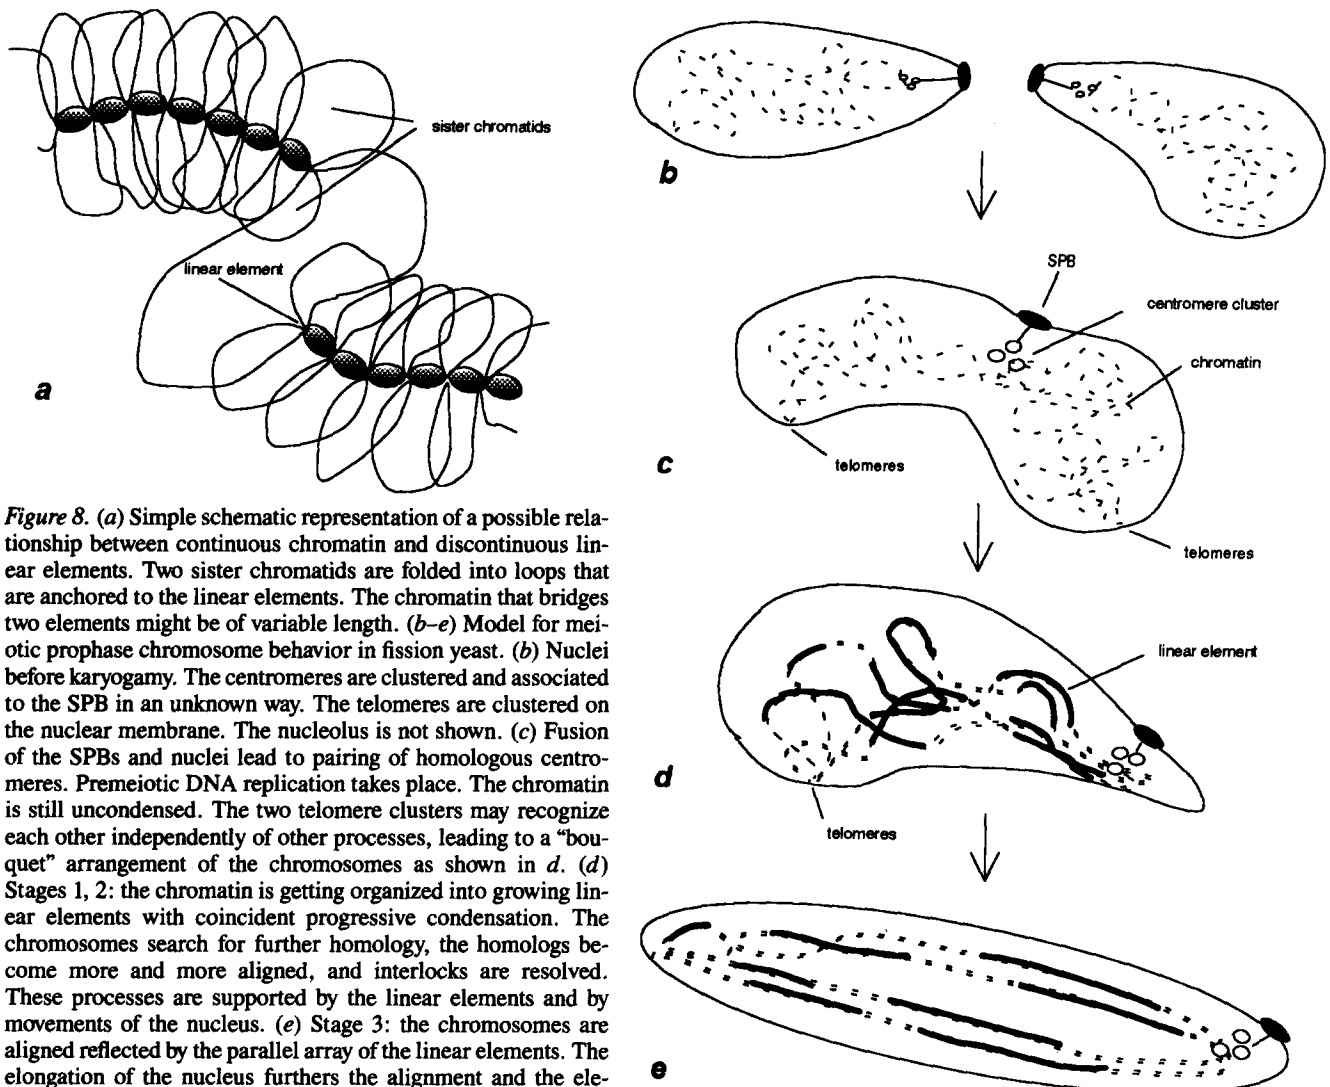 sister chromatids
linear element
a
b
SPB
centromere cluster
chromatin
telomeres
c
telomeres
linear element
d
telomeres
e
Figure 8. (a) Simple schematic representation of a possible rela-
tionship between continuous chromatin and discontinuous lin-
ear elements. Two sister chromatids are folded into loops that
are anchored to the linear elements. The chromatin that bridges
two elements might be of variable length. (b–e) Model for mei-
otic prophase chromosome behavior in fission yeast. (b) Nuclei
before karyogamy. The centromeres are clustered and associated
to the SPB in an unknown way. The telomeres are clustered on
the nuclear membrane. The nucleolus is not shown. (c) Fusion
of the SPBs and nuclei lead to pairing of homologous centro-
meres. Premeiotic DNA replication takes place. The chromatin
is still uncondensed. The two telomere clusters may recognize
each other independently of other processes, leading to a “bou-
quet” arrangement of the chromosomes as shown in d. (d)
Stages 1, 2: the chromatin is getting organized into growing lin-
ear elements with coincident progressive condensation. The
chromosomes search for further homology, the homologs be-
come more and more aligned, and interlocks are resolved.
These processes are supported by the linear elements and by
movements of the nucleus. (e) Stage 3: the chromosomes are
aligned reflected by the parallel array of the linear elements. The
elongation of the nucleus furthers the alignment and the ele-